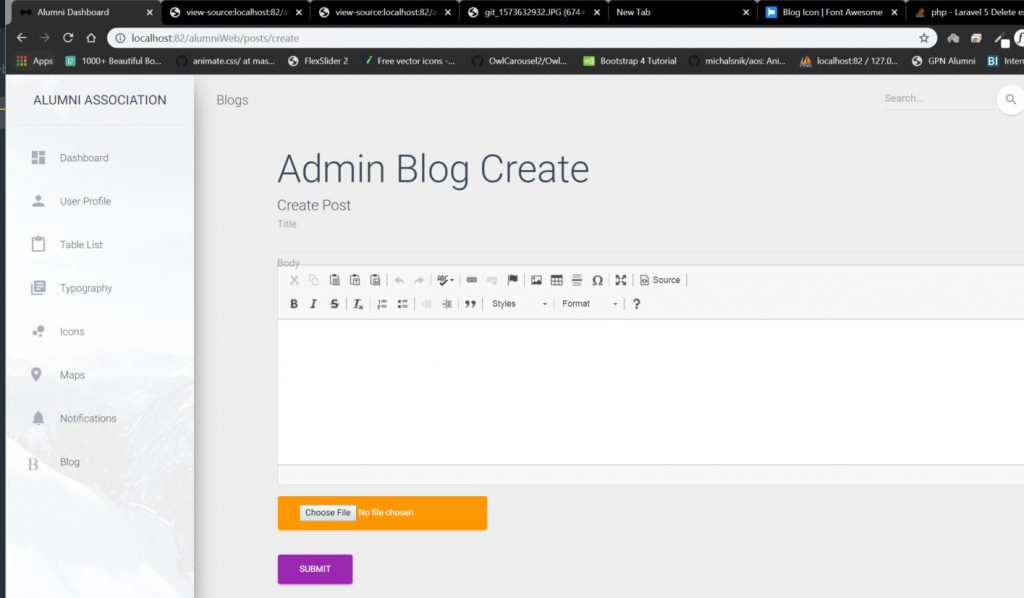 Alumni Dashboard
view-source:localhost:82/a
view-source:localhost:82/a
git_1573632932.JPG (674×
New Tab
Blog Icon | Font Awesome
php - Laravel 5 Delete e
localhost:82/alumniWeb/posts/create
Apps
1000+ Beautiful Bo...
animate.css/ at mas...
FlexSlider 2
Free vector icons -...
OwlCarousel2/Owl...
Bootstrap 4 Tutorial
michalsnik/aos: Ani...
localhost:82 / 127.0...
GPN Alumni
BI
Intern
ALUMNI ASSOCIATION
Blogs
Search...
Dashboard
User Profile
Table List
Typography
Icons
Maps
Notifications
B Blog
Admin Blog Create
Create Post
Title
Body
ABC Ω Source
B I S Tx Styles Format ?
Choose File No file chosen
SUBMIT